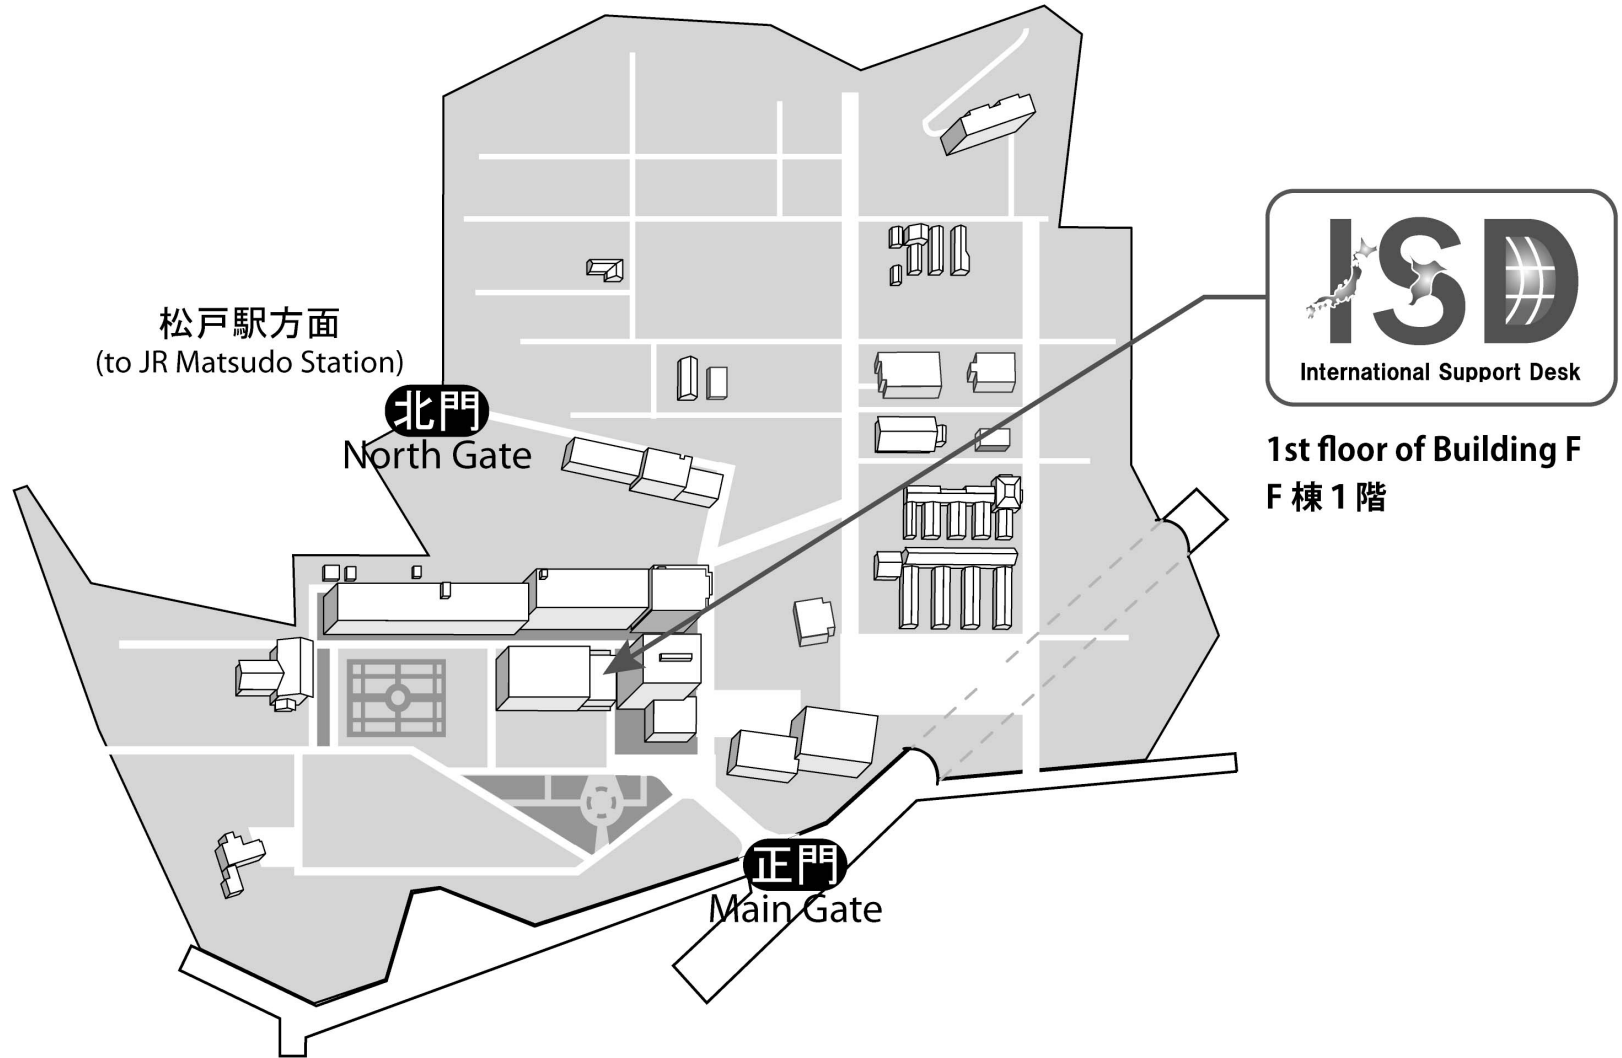 松戸駅方面
(to JR Matsudo Station)
北門
North Gate
ISD
International Support Desk
1st floor of Building F
F 棟 1 階
正門
Main Gate